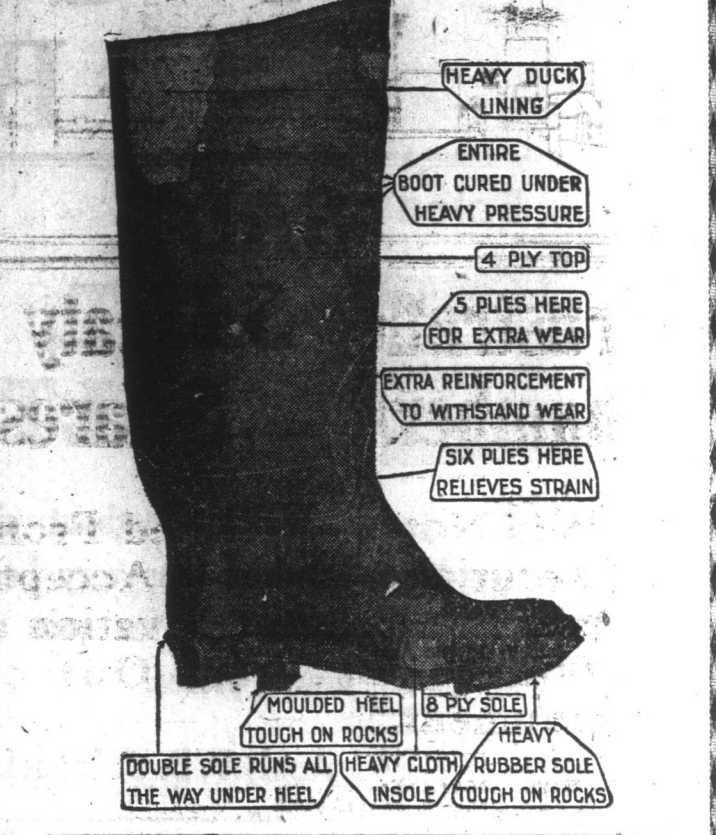 HEAVY DUCK
LINING
ENTIRE
BOOT CURED UNDER
HEAVY PRESSURE
4 PLY TOP
5 PLIES HERE
FOR EXTRA WEAR
EXTRA REINFORCEMENT
TO WITHSTAND WEAR
SIX PLIES HERE
RELIEVES STRAIN
MOULDED HEEL
TOUGH ON ROCKS
8 PLY SOLE
DOUBLE SOLE RUNS ALL
THE WAY UNDER HEEL
HEAVY CLOTH
INSOLE
HEAVY
RUBBER SOLE
TOUGH ON ROCKS